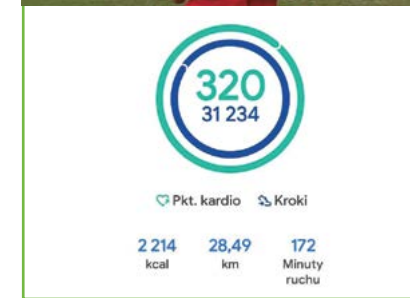 320
31 234
Pkt. kardio Kroki
2 214 28,49 172
kcal km Minuty
ruchu